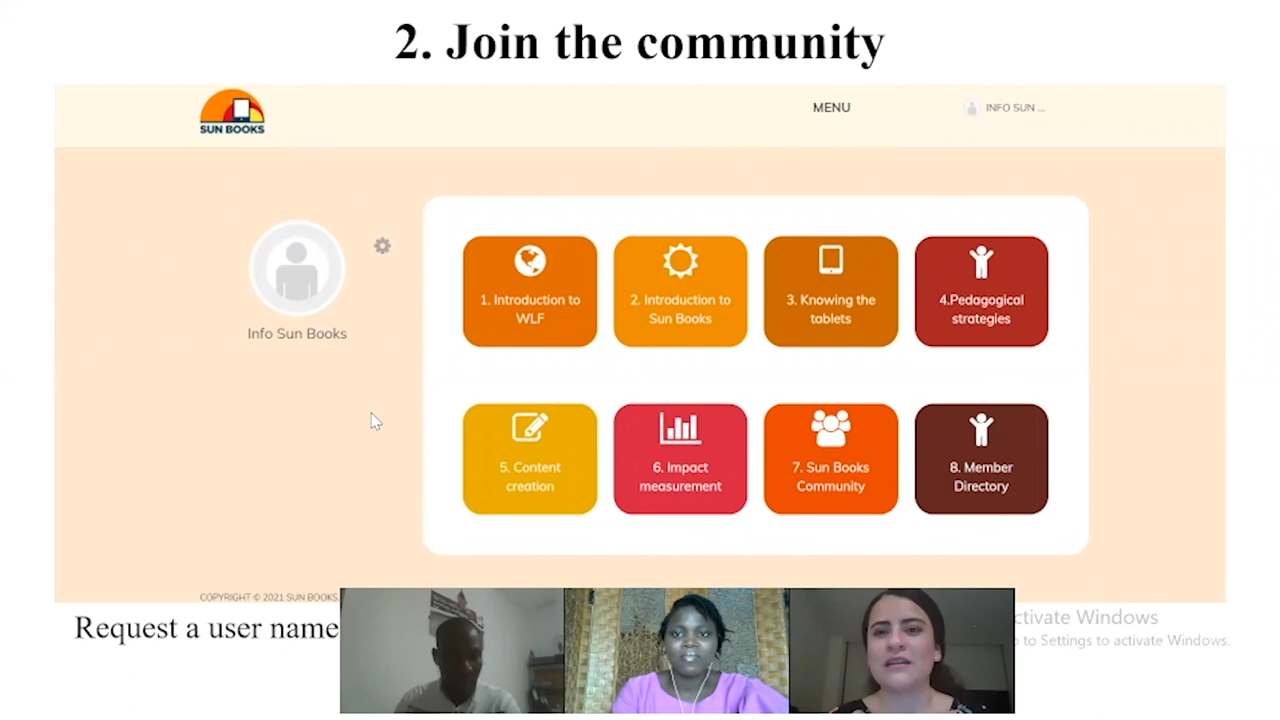 2. Join the community
SUN BOOKS
MENU
INFO SUN ...
Info Sun Books
1. Introduction to
WLF
2. Introduction to
Sun Books
3. Knowing the
tablets
4.Pedagogical
strategies
5. Content
creation
6. Impact
measurement
7. Sun Books
Community
8. Member
Directory
COPYRIGHT © 2021 SUN BOOKS.
Request a user name
ctivate Windows
o to Settings to activate Windows.